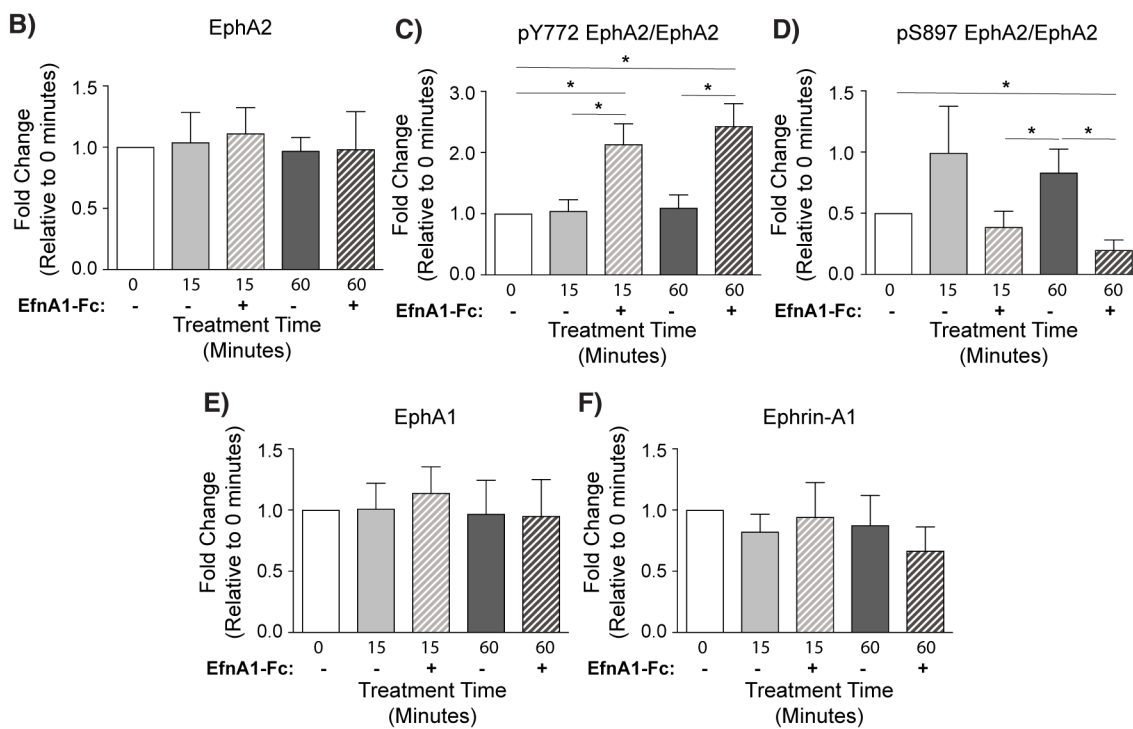 B)
EphA2
Fold Change
(Relative to 0 minutes)
1.5
1.0
0.5
0.0
0 15 15 60 60
EfnA1-Fc: - - + - +
Treatment Time
(Minutes)
C)
pY772 EphA2/EphA2
Fold Change
(Relative to 0 minutes)
3.0
2.0
1.0
0.0
* * * *
0 15 15 60 60
EfnA1-Fc: - - + - +
Treatment Time
(Minutes)
D)
pS897 EphA2/EphA2
Fold Change
(Relative to 0 minutes)
1.5
1.0
0.5
0.0
* * *
0 15 15 60 60
EfnA1-Fc: - - + - +
Treatment Time
(Minutes)
E)
EphA1
Fold Change
(Relative to 0 minutes)
1.5
1.0
0.5
0.0
0 15 15 60 60
EfnA1-Fc: - - + - +
Treatment Time
(Minutes)
F)
Ephrin-A1
Fold Change
(Relative to 0 minutes)
1.5
1.0
0.5
0.0
0 15 15 60 60
EfnA1-Fc: - - + - +
Treatment Time
(Minutes)